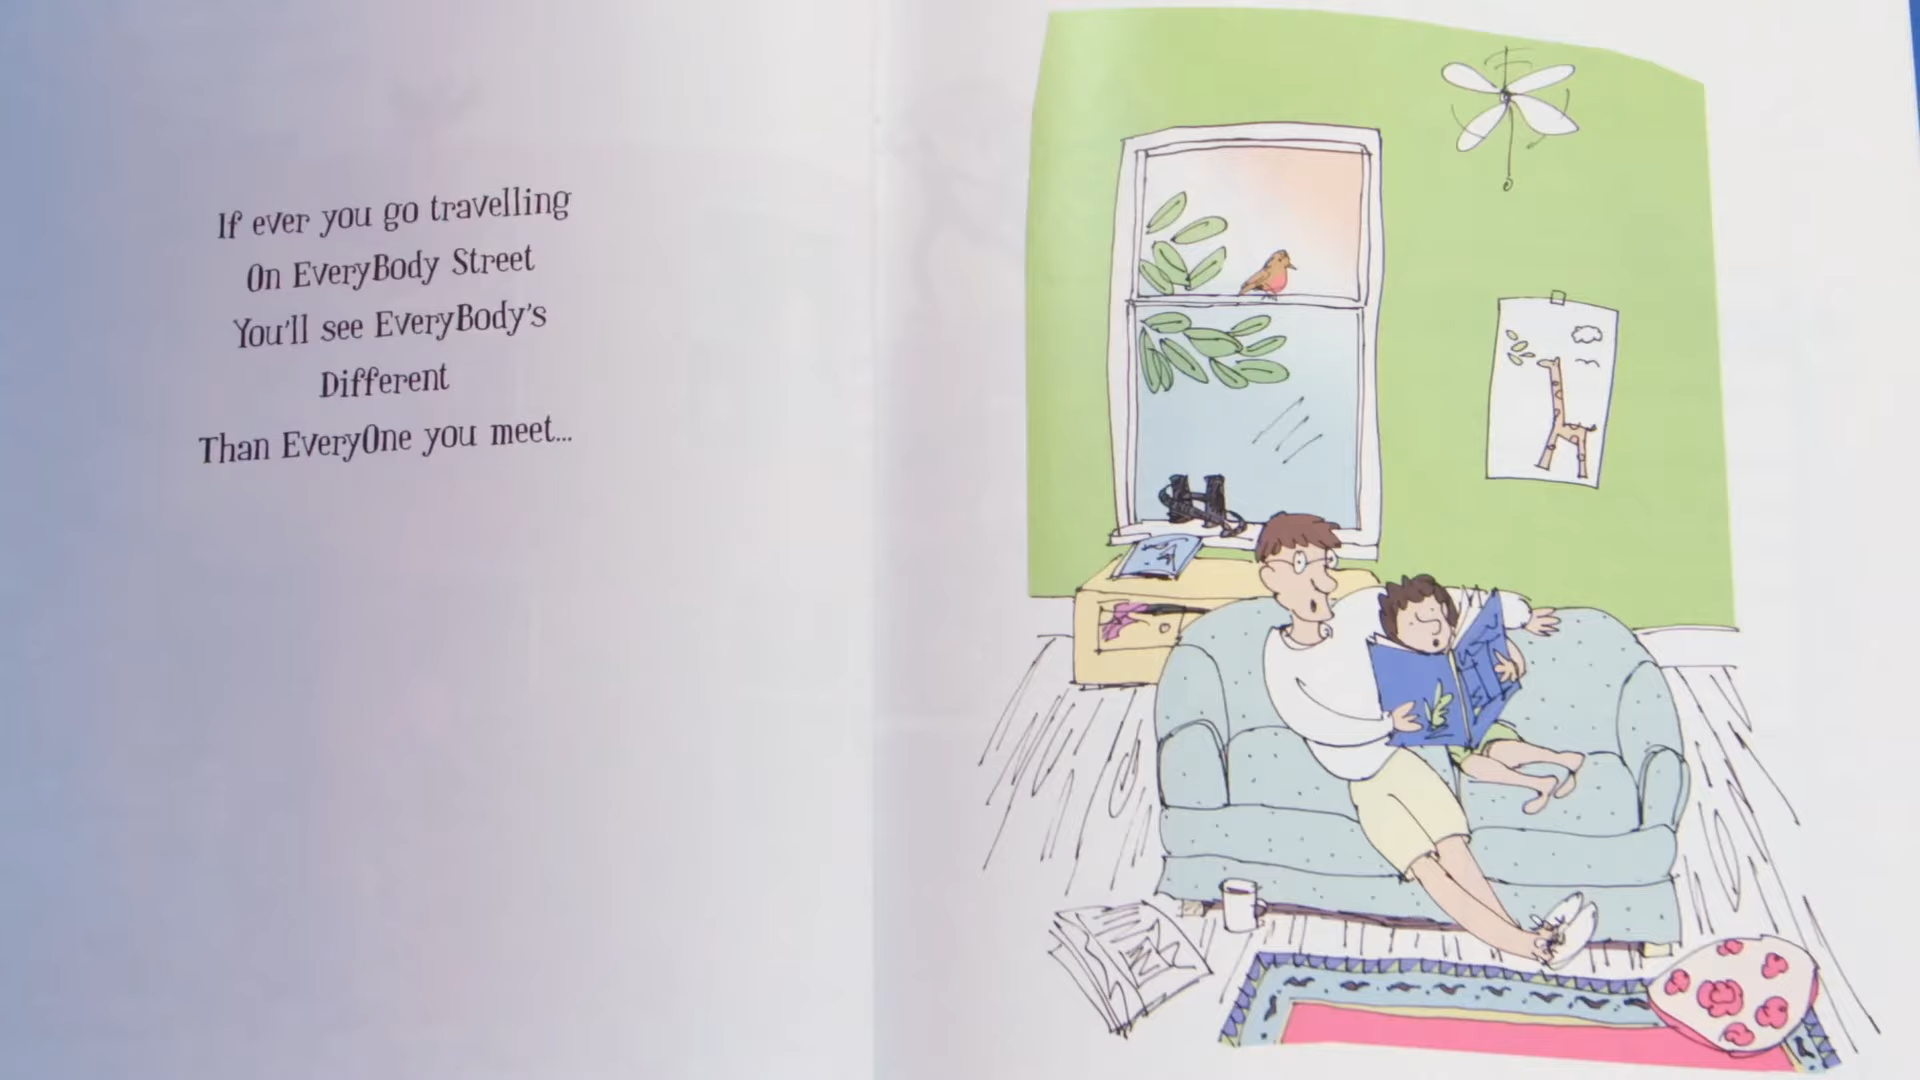 If ever you go travelling
On EveryBody Street
You'll see EveryBody's
Different
Than EveryOne you meet...